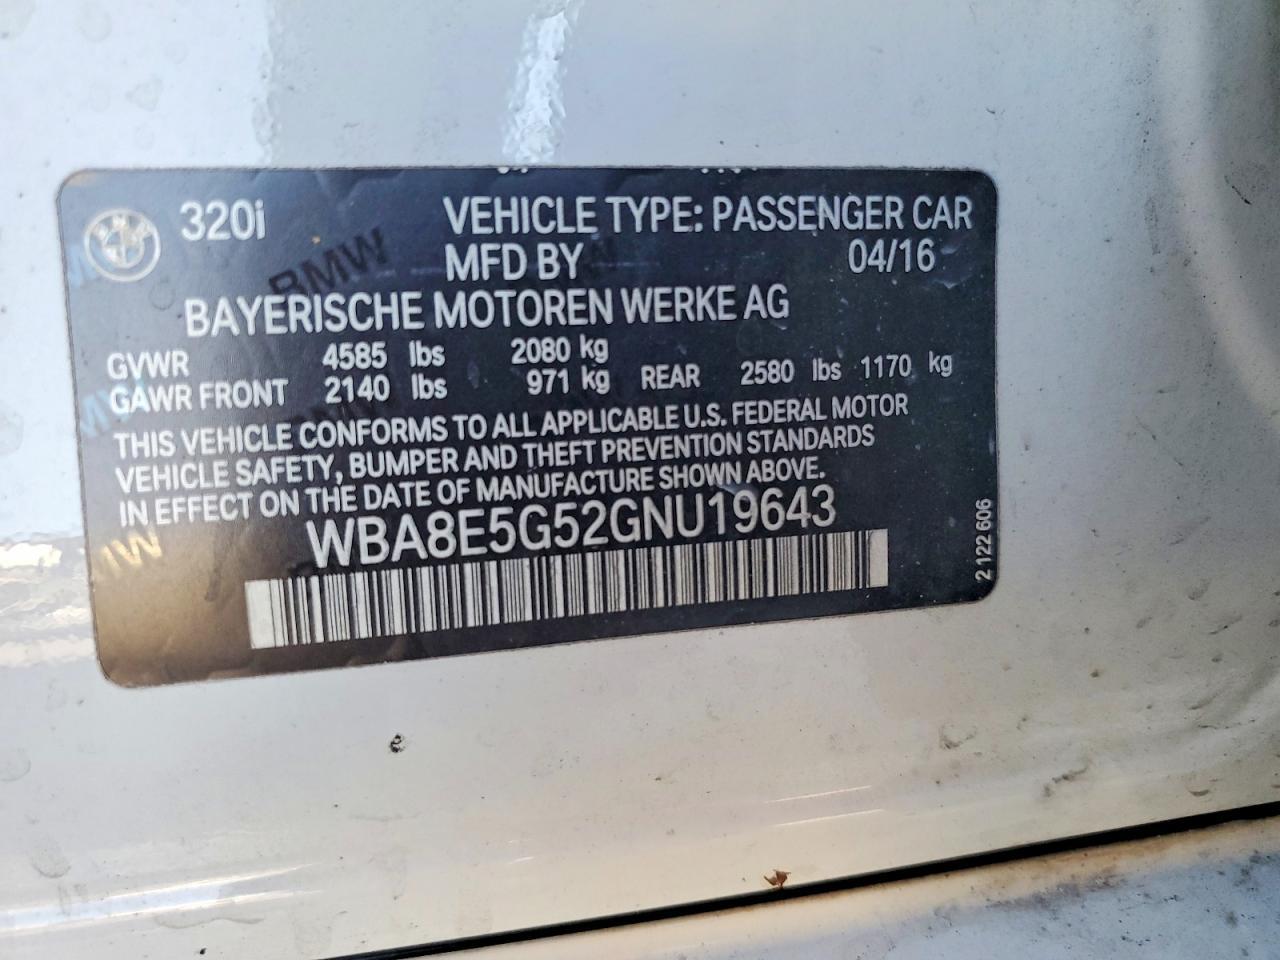 320i VEHICLE TYPE: PASSENGER CAR
MFD BY 04/16
BAYERISCHE MOTOREN WERKE AG
GVWR 4585 lbs 2080 kg
GAWR FRONT 2140 lbs 971 kg REAR 2580 lbs 1170 kg
THIS VEHICLE CONFORMS TO ALL APPLICABLE U.S. FEDERAL MOTOR
VEHICLE SAFETY, BUMPER AND THEFT PREVENTION STANDARDS
IN EFFECT ON THE DATE OF MANUFACTURE SHOWN ABOVE.
WBA8E5G52GNU19643
2 122 606
BMW
BMW
BMW